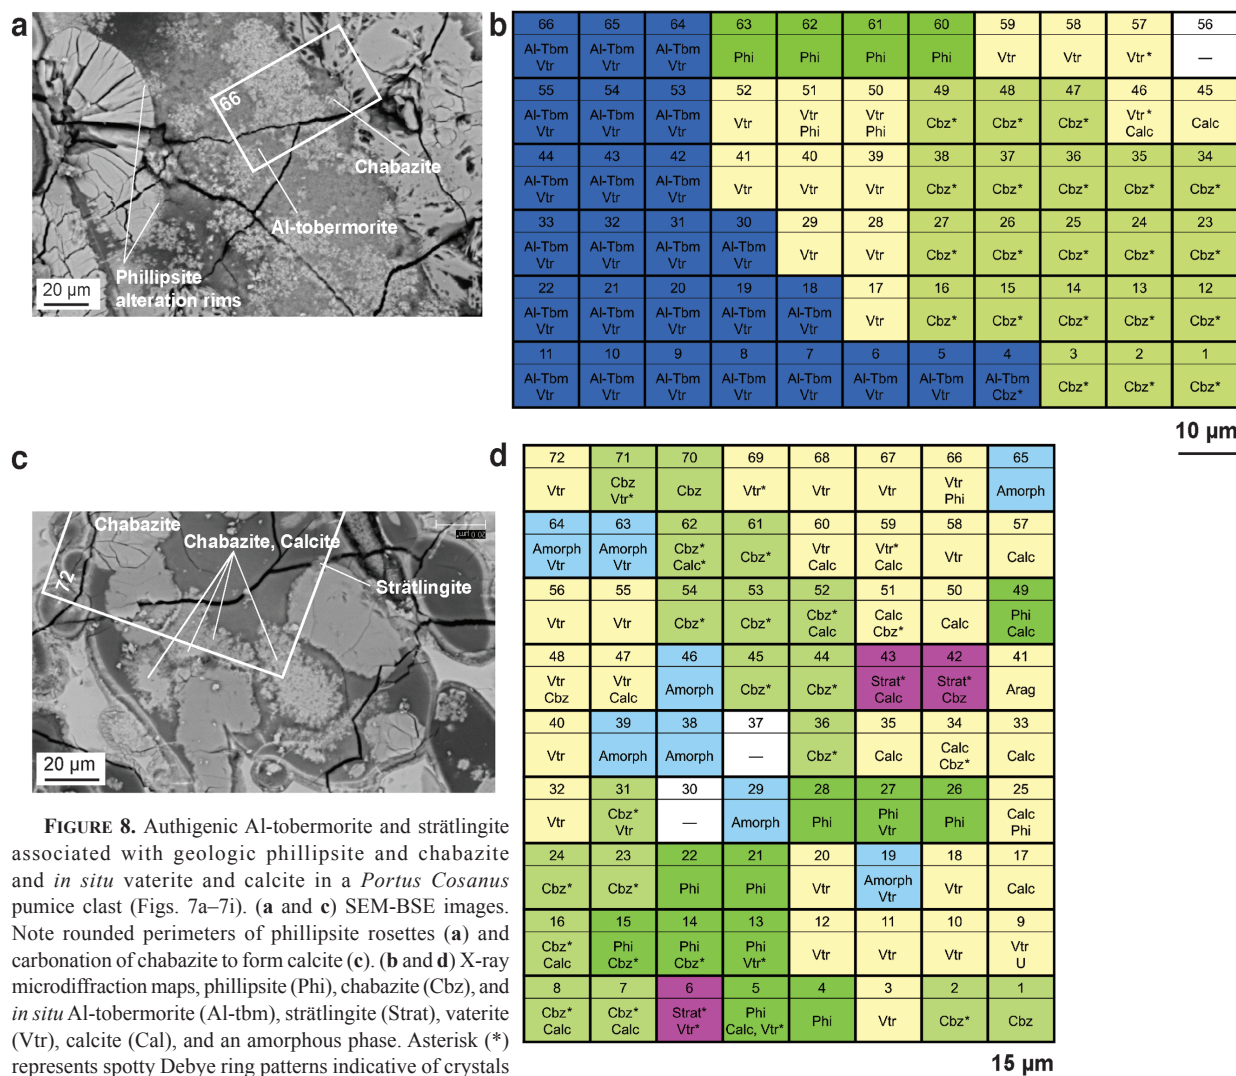 a
66
Chabazite
Al-tobermorite
Phillipsite
alteration rims
20 µm
b
66 65 64 63 62 61 60 59 58 57 56
Al-Tbm Al-Tbm Al-Tbm Phi Phi Phi Phi Vtr Vtr Vtr* —
Vtr Vtr Vtr
55 54 53 52 51 50 49 48 47 46 45
Al-Tbm Al-Tbm Al-Tbm Vtr Vtr Vtr Cbz* Cbz* Cbz* Vtr* Calc
Vtr Vtr Vtr Phi Phi Calc
44 43 42 41 40 39 38 37 36 35 34
Al-Tbm Al-Tbm Al-Tbm Vtr Vtr Vtr Cbz* Cbz* Cbz* Cbz* Cbz*
Vtr Vtr Vtr
33 32 31 30 29 28 27 26 25 24 23
Al-Tbm Al-Tbm Al-Tbm Al-Tbm Vtr Vtr Cbz* Cbz* Cbz* Cbz* Cbz*
Vtr Vtr Vtr Vtr
22 21 20 19 18 17 16 15 14 13 12
Al-Tbm Al-Tbm Al-Tbm Al-Tbm Al-Tbm Vtr Cbz* Cbz* Cbz* Cbz* Cbz*
Vtr Vtr Vtr Vtr Vtr
11 10 9 8 7 6 5 4 3 2 1
Al-Tbm Al-Tbm Al-Tbm Al-Tbm Al-Tbm Al-Tbm Al-Tbm Al-Tbm Cbz* Cbz* Cbz*
Vtr Vtr Vtr Vtr Vtr Vtr Vtr Cbz*
10 µm
c
Chabazite
Chabazite, Calcite
72
Strätlingite
20 µm
d
72 71 70 69 68 67 66 65
Vtr Cbz Cbz Vtr* Vtr Vtr Vtr Amorph
Vtr* Phi
64 63 62 61 60 59 58 57
Amorph Amorph Cbz* Cbz* Vtr Vtr* Vtr Calc
Vtr Vtr Calc* Calc Calc
56 55 54 53 52 51 50 49
Vtr Vtr Cbz* Cbz* Cbz* Calc Calc Phi
Calc Cbz* Calc
48 47 46 45 44 43 42 41
Vtr Vtr Amorph Cbz* Cbz* Strat* Strat* Arag
Cbz Calc Calc Cbz
40 39 38 37 36 35 34 33
Vtr Amorph Amorph — Cbz* Calc Calc Calc
Cbz*
32 31 30 29 28 27 26 25
Vtr Cbz* — Amorph Phi Phi Phi Calc
Vtr Vtr Phi
24 23 22 21 20 19 18 17
Cbz* Cbz* Phi Phi Vtr Amorph Vtr Calc
Vtr
16 15 14 13 12 11 10 9
Cbz* Phi Phi Phi Vtr Vtr Vtr Vtr
Calc Cbz* Cbz* Vtr* U
8 7 6 5 4 3 2 1
Cbz* Cbz* Strat* Phi Phi Vtr Cbz* Cbz
Calc Calc Vtr* Calc, Vtr*
15 µm
FIGURE 8. Authigenic Al-tobermorite and strätlingite
associated with geologic phillipsite and chabazite
and in situ vaterite and calcite in a Portus Cosanus
pumice clast (Figs. 7a–7i). (a and c) SEM-BSE images.
Note rounded perimeters of phillipsite rosettes (a) and
carbonation of chabazite to form calcite (c). (b and d) X-ray
microdiffraction maps, phillipsite (Phi), chabazite (Cbz), and
in situ Al-tobermorite (Al-tbm), strätlingite (Strat), vaterite
(Vtr), calcite (Cal), and an amorphous phase. Asterisk (*)
represents spotty Debye ring patterns indicative of crystals